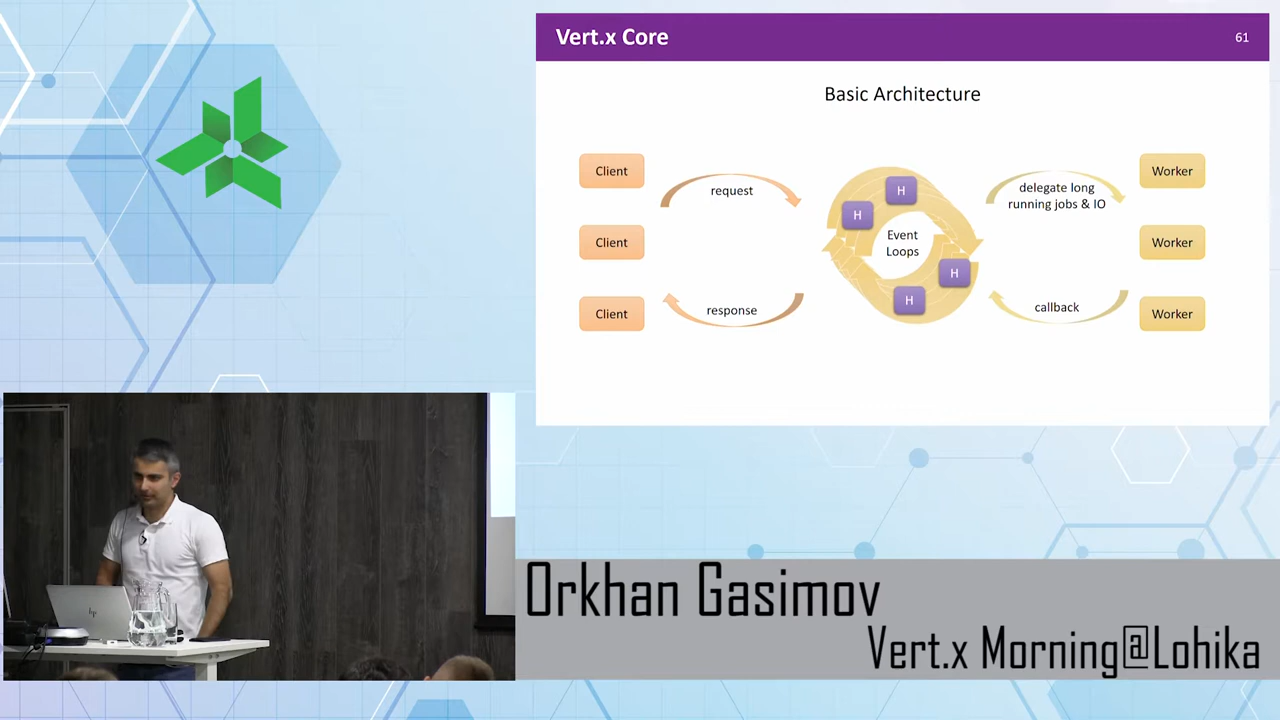 Vert.x Core
61
Basic Architecture
Client
Client
Client
request
response
H
H
H
H
Event
Loops
delegate long
running jobs & IO
callback
Worker
Worker
Worker
hp
Orkhan Gasimov
Vert.x Morning@Lohika